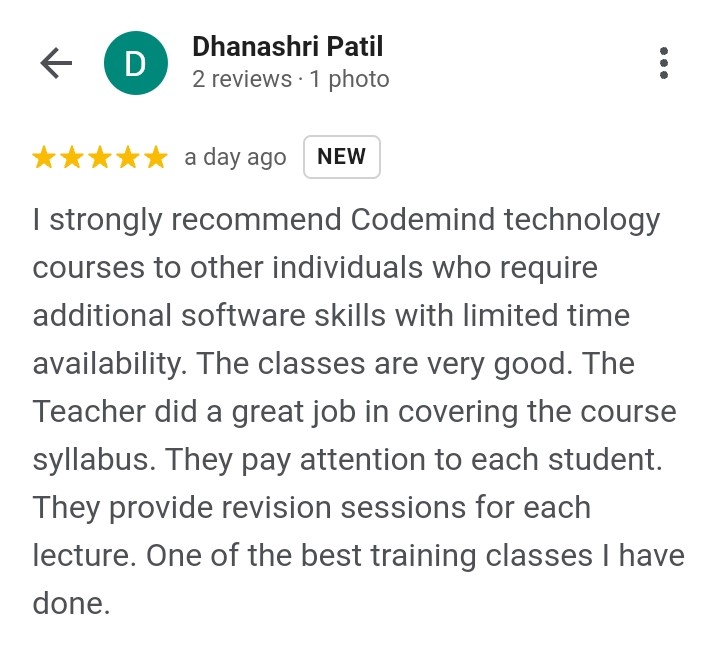 D
Dhanashri Patil
2 reviews · 1 photo
a day ago NEW
I strongly recommend Codemind technology
courses to other individuals who require
additional software skills with limited time
availability. The classes are very good. The
Teacher did a great job in covering the course
syllabus. They pay attention to each student.
They provide revision sessions for each
lecture. One of the best training classes I have
done.